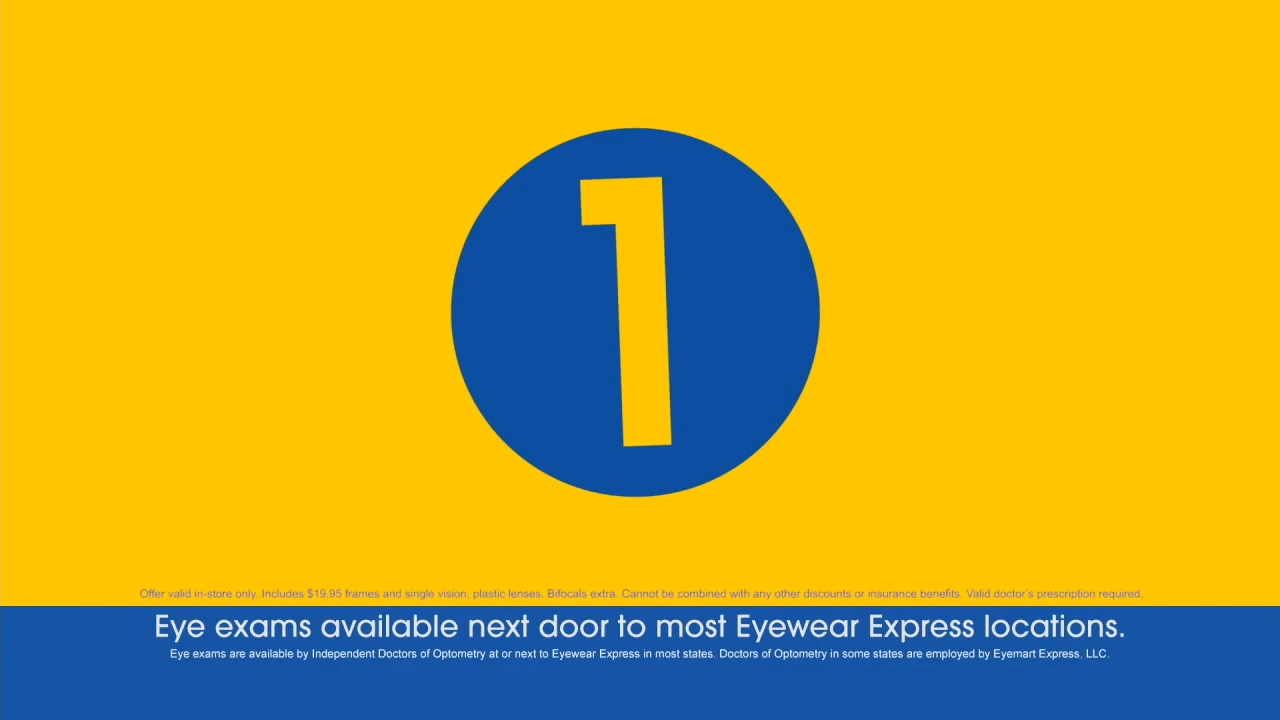 1
Offer valid in-store only. Includes $19.95 frames and single vision, plastic lenses. Bifocals extra. Cannot be combined with any other discounts or insurance benefits. Valid doctor's prescription required.
Eye exams available next door to most Eyewear Express locations.
Eye exams are available by Independent Doctors of Optometry at or next to Eyewear Express in most states. Doctors of Optometry in some states are employed by Eyemart Express, LLC.